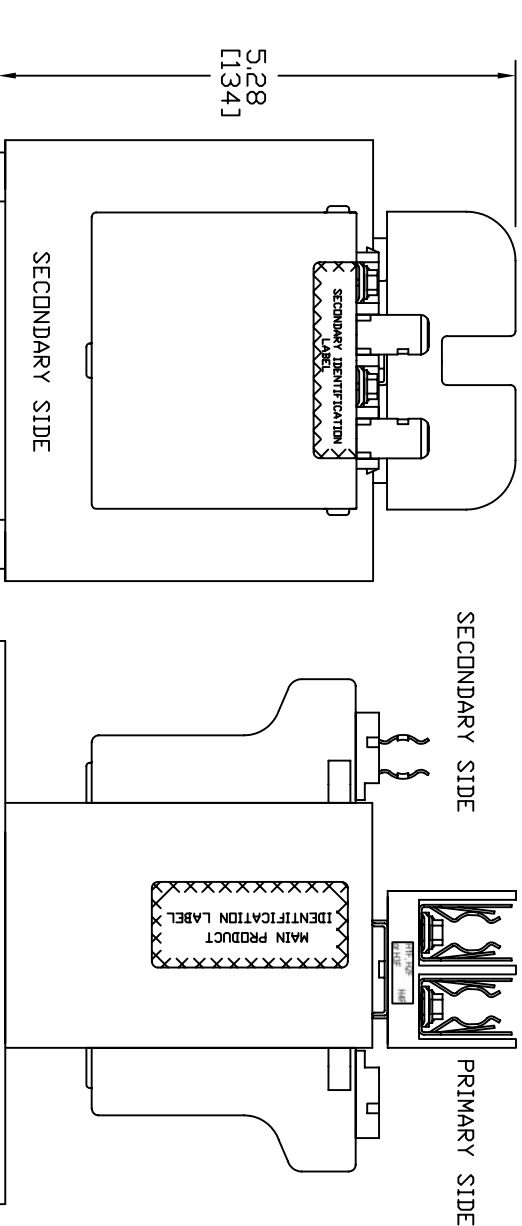 5.28
[134]
SECONDARY SIDE
SECONDARY IDENTIFICATION
LABEL
SECONDARY SIDE
MAIN PRODUCT
IDENTIFICATION LABEL
PRIMARY SIDE